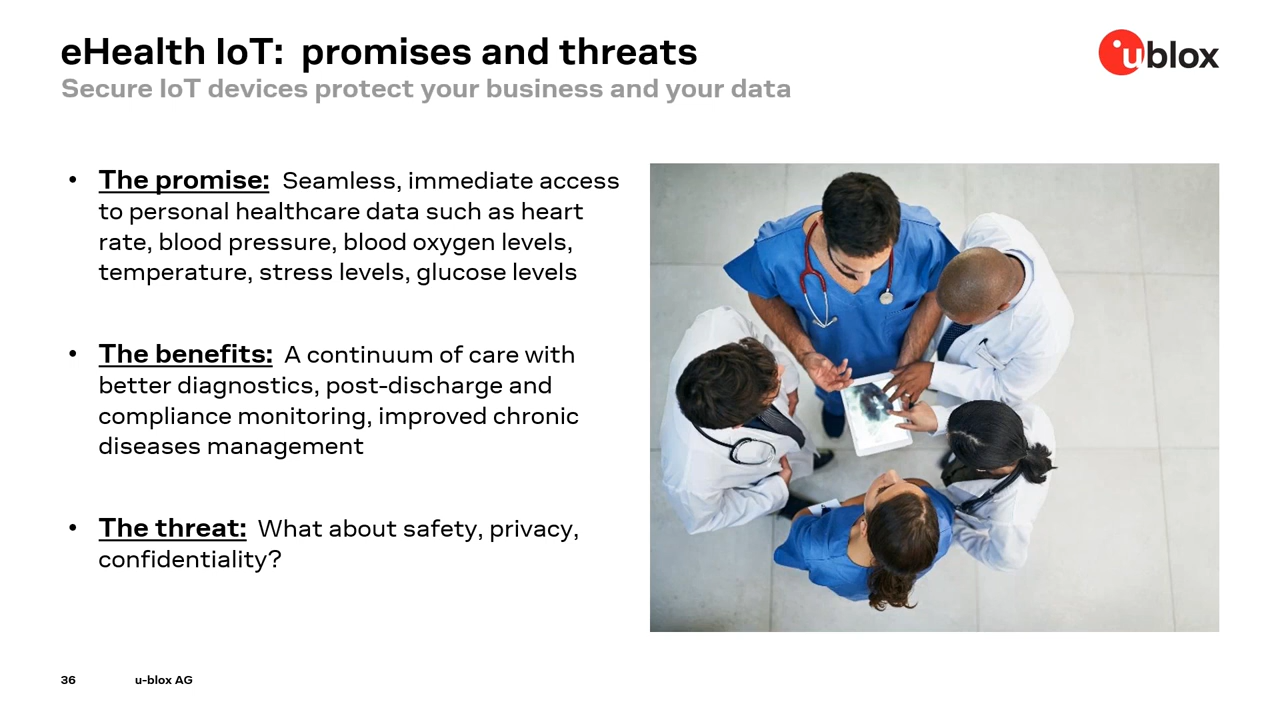 eHealth IoT: promises and threats
Secure IoT devices protect your business and your data
ublox
• The promise: Seamless, immediate access
to personal healthcare data such as heart
rate, blood pressure, blood oxygen levels,
temperature, stress levels, glucose levels
• The benefits: A continuum of care with
better diagnostics, post-discharge and
compliance monitoring, improved chronic
diseases management
• The threat: What about safety, privacy,
confidentiality?
36 u-blox AG